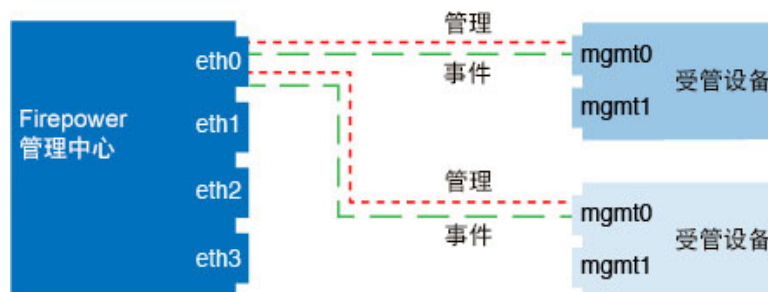 Firepower
管理中心
eth0
eth1
eth2
eth3
管理
事件
mgmt0
mgmt1
受管设备
管理
事件
mgmt0
mgmt1
受管设备